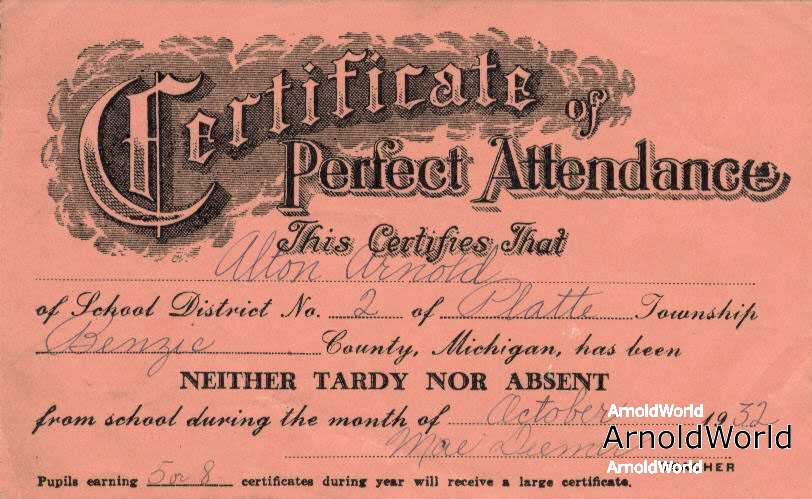 Certificate of
Perfect Attendance
This Certifies That
Alton Arnold
of School District No. 2 of Platte Township
Benzie County, Michigan, has been
NEITHER TARDY NOR ABSENT
from school during the month of October 1932
ArnoldWorld
Mae
ArnoldWorld
ArnoldWorld
Pupils earning 5 or 8 certificates during year will receive a large certificate.